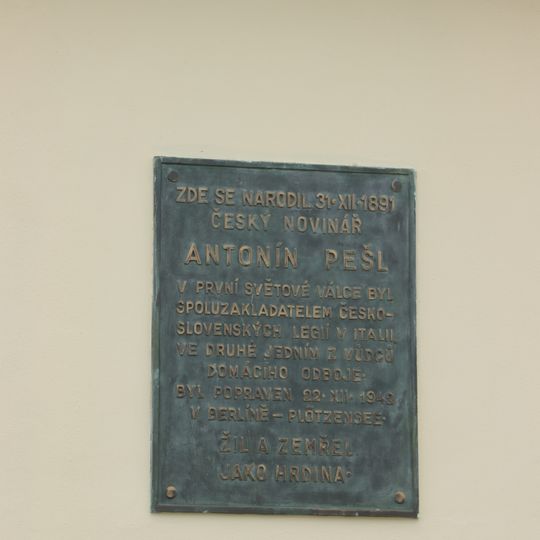 ZDE SE NARODIL 31·XII·1891
ČESKÝ NOVINÁŘ
ANTONÍN PEŠL
V PRVNÍ SVĚTOVÉ VÁLCE BYL
SPOLUZAKLADATELEM ČESKO-
SLOVENSKÝCH LEGIÍ V ITALII
VE DRUHÉ JEDNÍM Z VŮDCŮ
DOMÁCÍHO ODBOJE·
BYL POPRAVEN 22·XII·1942
V BERLÍNĚ – PLÖTZENSEE·
ŽIL A ZEMŘEL
JAKO HRDINA·